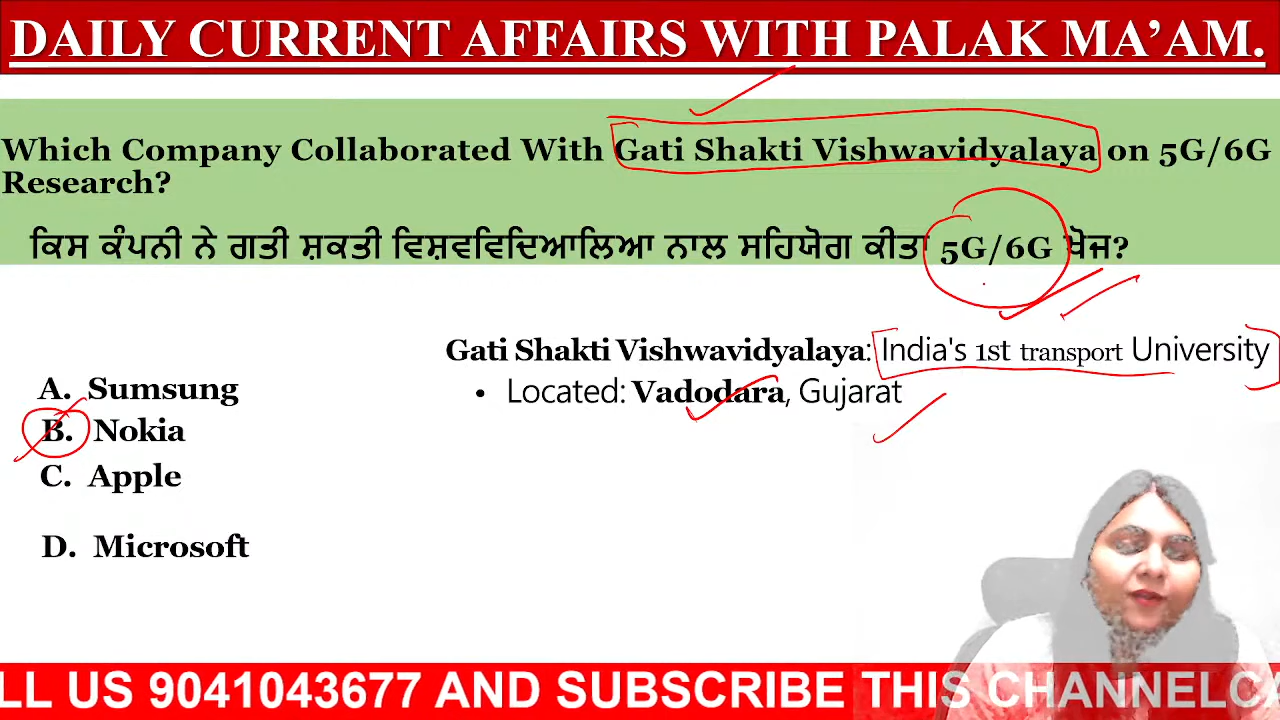 DAILY CURRENT AFFAIRS WITH PALAK MA’AM.
Which Company Collaborated With Gati Shakti Vishwavidyalaya on 5G/6G
Research?
ਕਿਸ ਕੰਪਨੀ ਨੇ ਗਤੀ ਸ਼ਕਤੀ ਵਿਸ਼ਵਵਿਦਿਆਲਿਆ ਨਾਲ ਸਹਿਯੋਗ ਕੀਤਾ 5G/6G ਖੋਜ?
Gati Shakti Vishwavidyalaya: India's 1st transport University
• Located: Vadodara, Gujarat
A. Sumsung
B. Nokia
C. Apple
D. Microsoft
LL US 9041043677 AND SUBSCRIBE THIS CHANNELCA